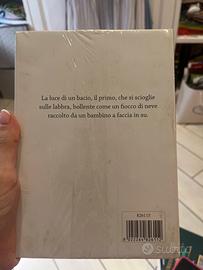 La luce di un bacio, il primo, che si scioglie
sulle labbra, bollente come un fiocco di neve
raccolto da un bambino a faccia in su.
Subito